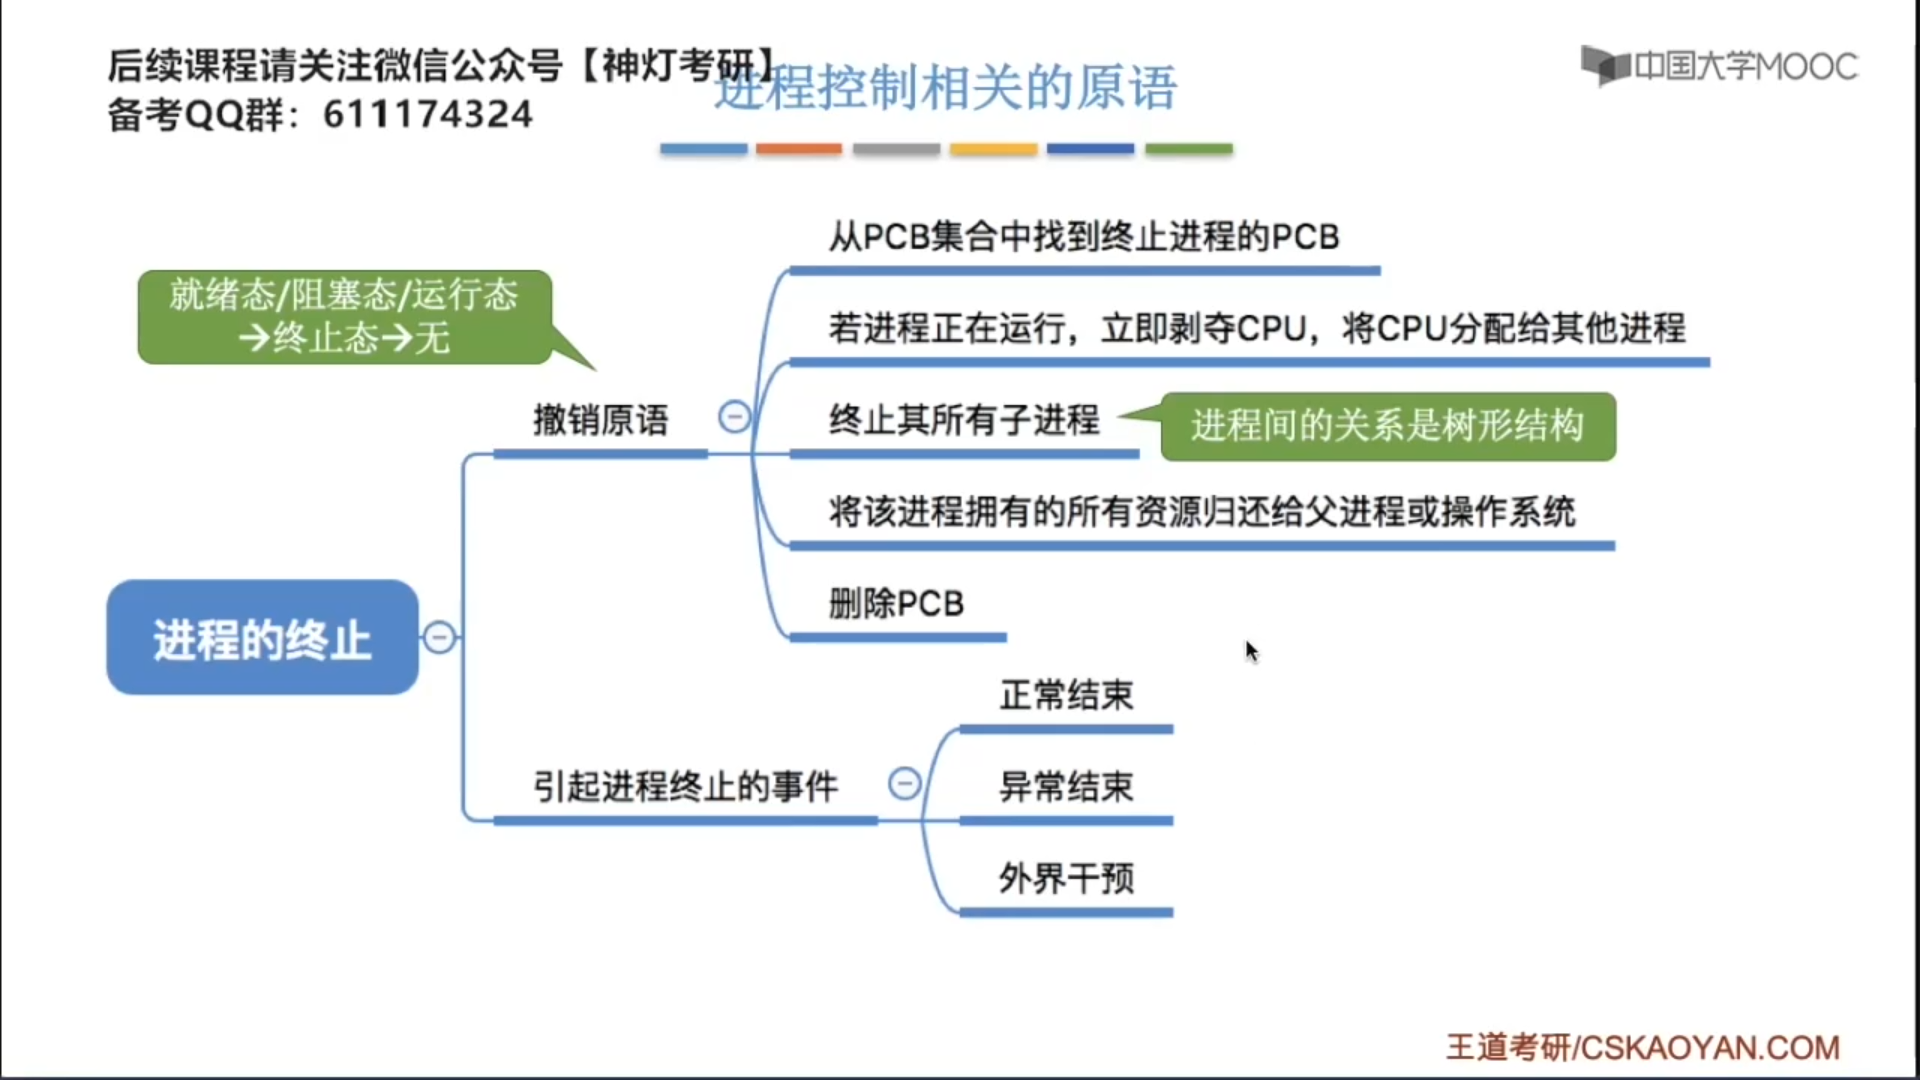 后续课程请关注微信公众号【神灯考研】
备考QQ群：611174324
进程控制相关的原语
中国大学MOOC
从PCB集合中找到终止进程的PCB
就绪态/阻塞态/运行态
→终止态→无
若进程正在运行，立即剥夺CPU，将CPU分配给其他进程
撤销原语
终止其所有子进程
进程间的关系是树形结构
将该进程拥有的所有资源归还给父进程或操作系统
删除PCB
进程的终止
正常结束
引起进程终止的事件
异常结束
外界干预
王道考研/CSKAOYAN.COM